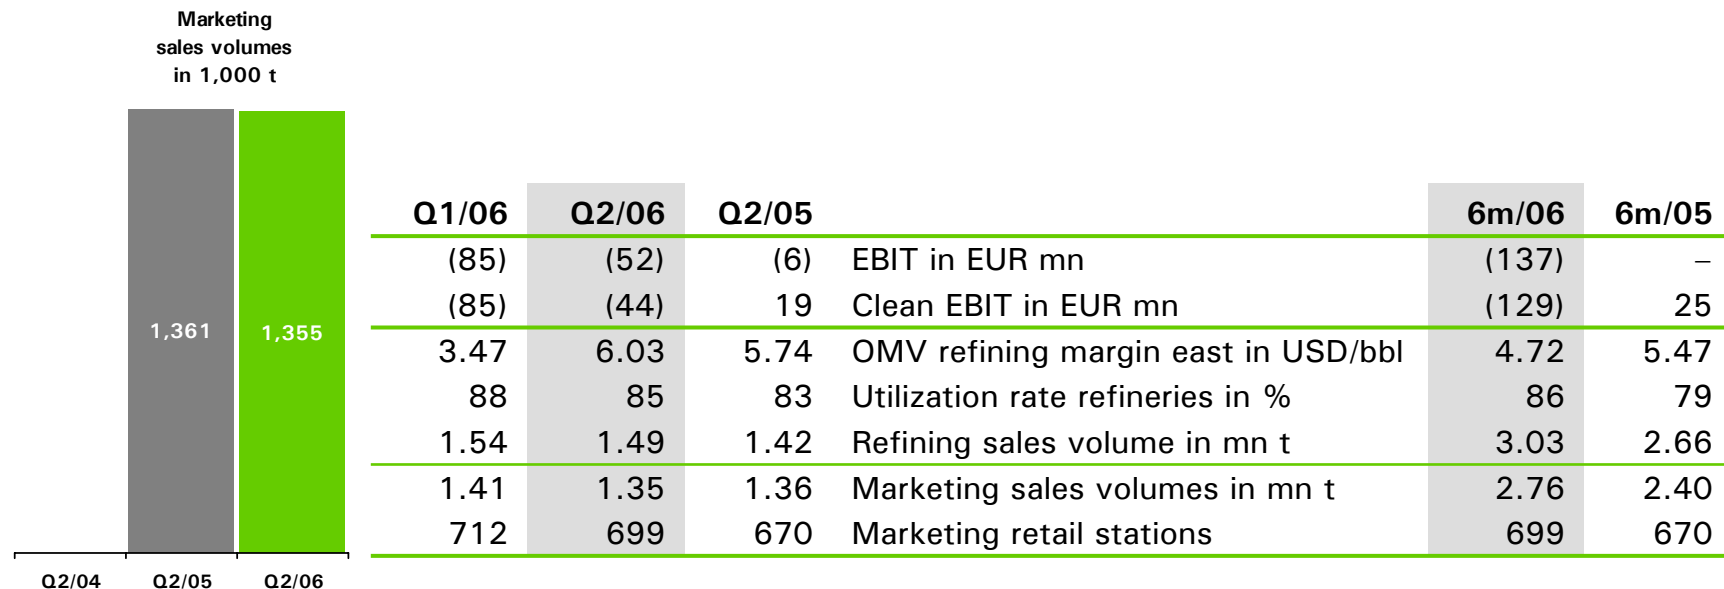 Marketing
sales volumes
in 1,000 t
1,361 1,355
Q2/04 Q2/05 Q2/06
Q1/06 Q2/06 Q2/05 6m/06 6m/05
(85) (52) (6) EBIT in EUR mn (137) –
(85) (44) 19 Clean EBIT in EUR mn (129) 25
3.47 6.03 5.74 OMV refining margin east in USD/bbl 4.72 5.47
88 85 83 Utilization rate refineries in % 86 79
1.54 1.49 1.42 Refining sales volume in mn t 3.03 2.66
1.41 1.35 1.36 Marketing sales volumes in mn t 2.76 2.40
712 699 670 Marketing retail stations 699 670